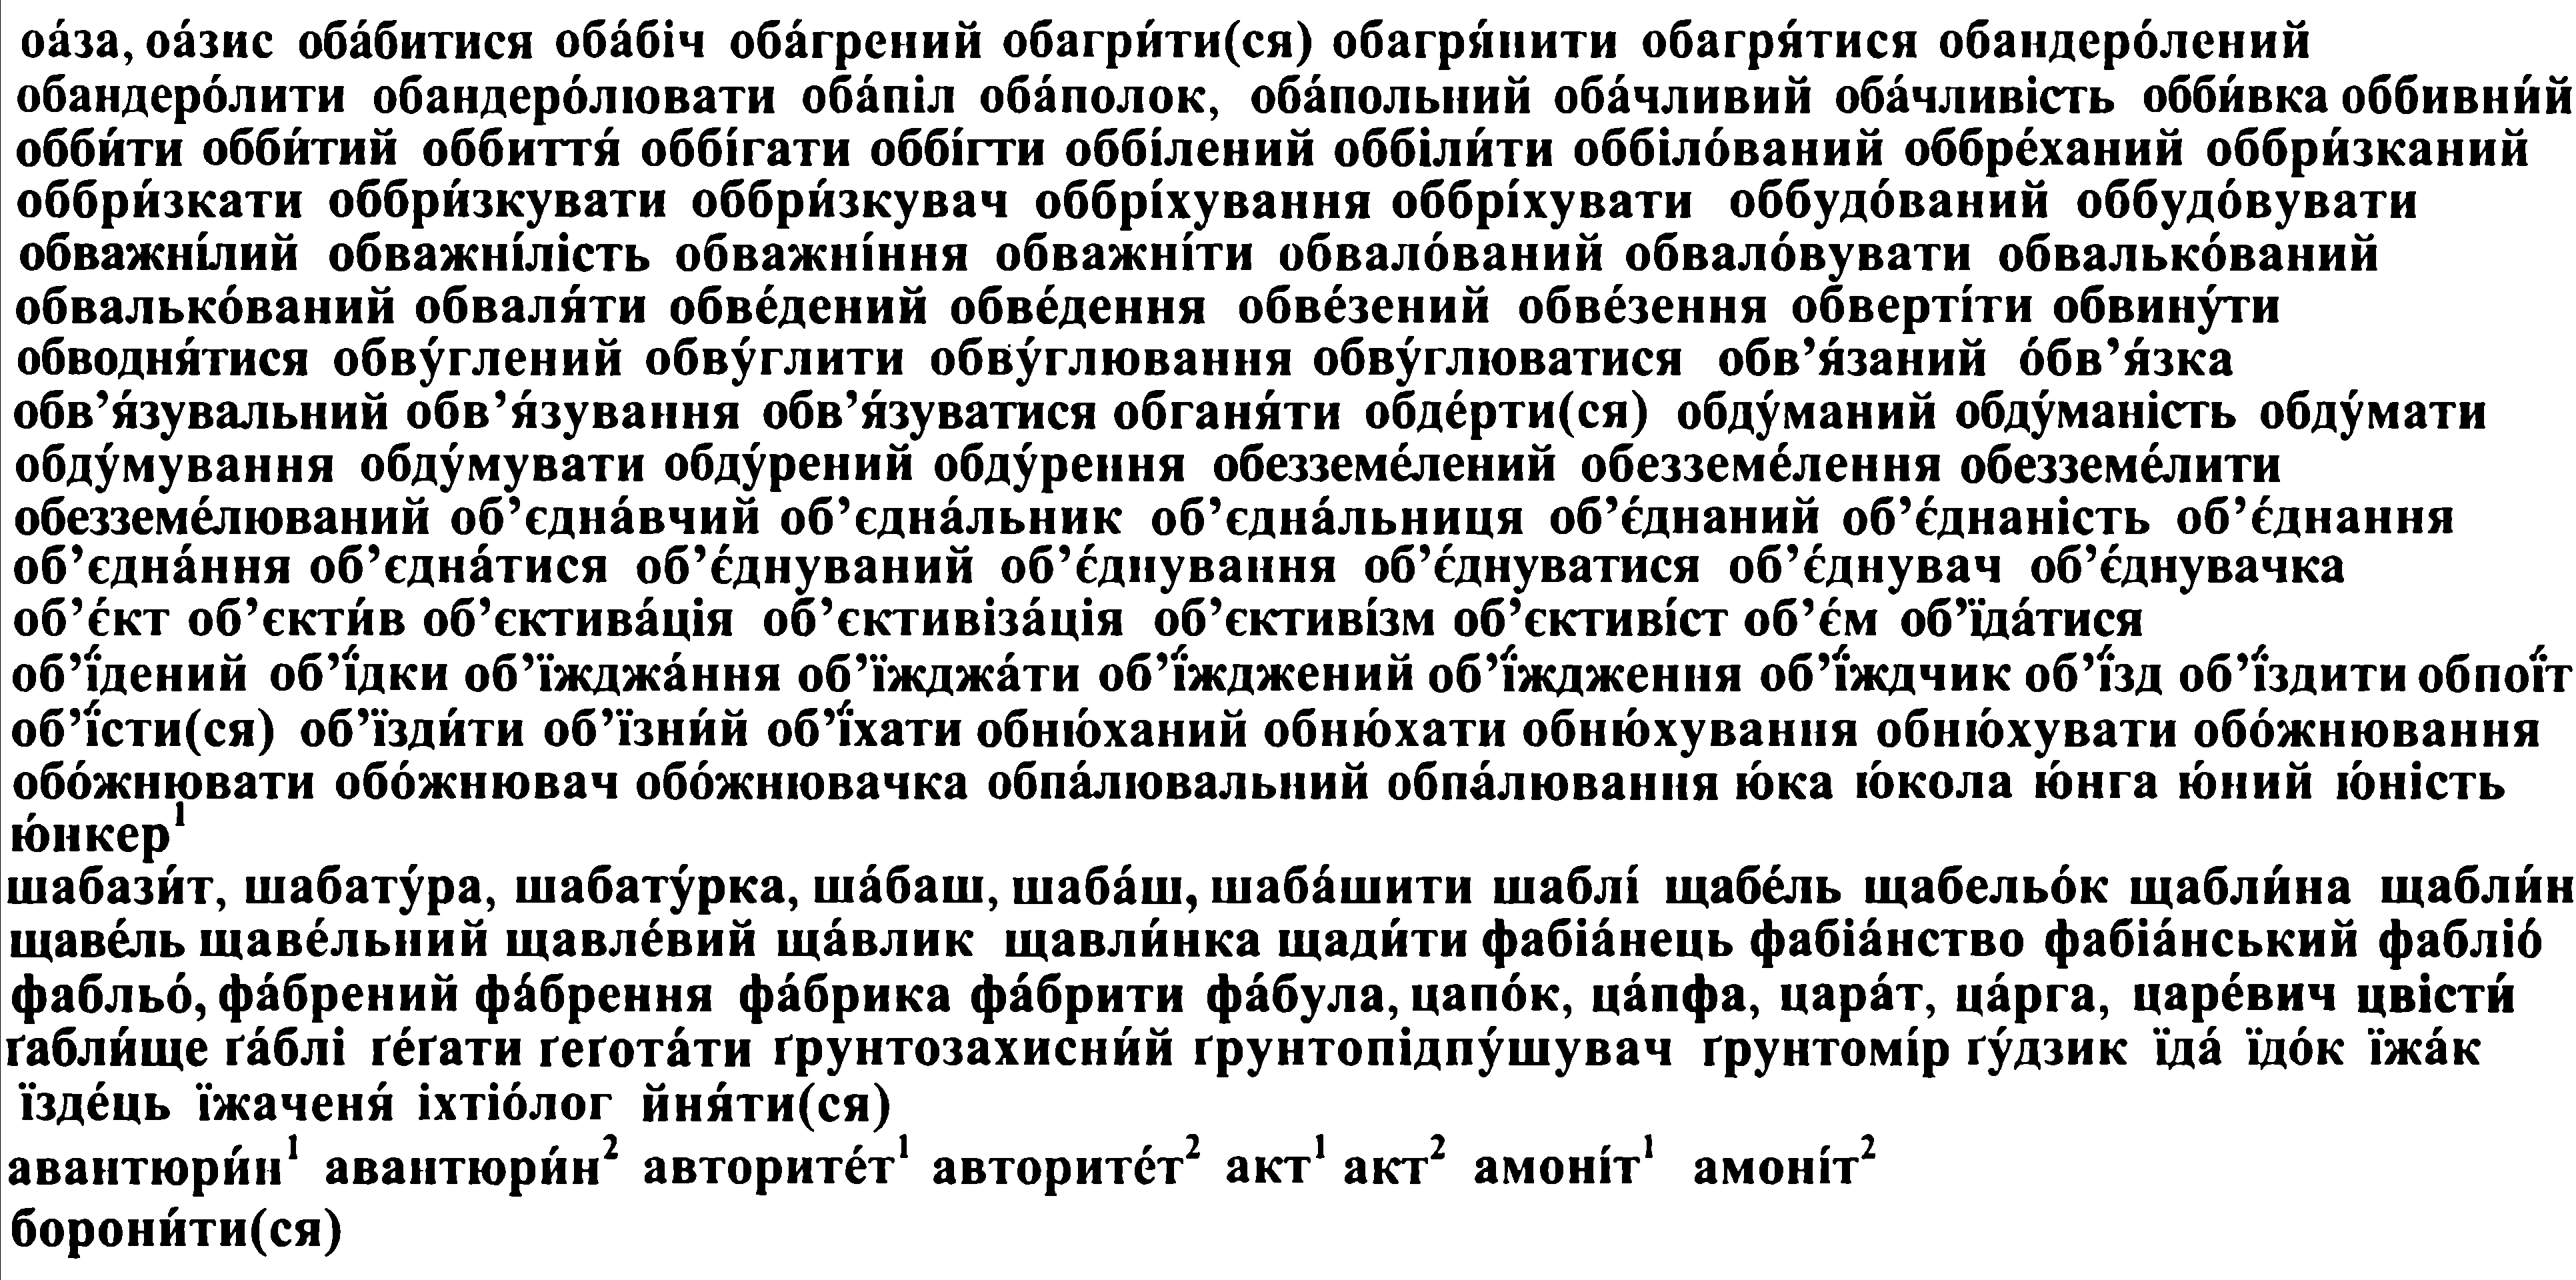 оа́за, оа́зис оба́битися оба́біч оба́грений обагри́ти(ся) обагря́нити обагря́тися обандеро́лений
обандеро́лити обандеро́лювати оба́піл оба́полок, оба́польний оба́чливий оба́чливість обби́вка оббивни́й
обби́ти обби́тий оббиття́ оббі́гати оббі́гти оббі́лений оббіли́ти оббіло́ваний оббре́ханий оббри́зканий
оббри́зкати оббри́зкувати оббри́зкувач оббрі́хування оббрі́хувати оббудо́ваний оббудо́вувати
обважні́лий обважні́лість обважні́ння обважні́ти обвало́ваний обвало́вувати обвалько́ваний
обвалько́ваний обваля́ти обве́дений обве́дення обве́зений обве́зення обверті́ти обвину́ти
обводня́тися обву́глений обву́глити обву́глювання обву́глюватися обв’я́заний о́бв’я́зка
обв’я́зувальний обв’я́зування обв’я́зуватися обганя́ти обде́рти(ся) обду́маний обду́маність обду́мати
обду́мування обду́мувати обду́рений обду́рення обезземе́лений обезземе́лення обезземе́лити
обезземе́люваний об’єдна́вчий об’єдна́льник об’єдна́льниця об’є́днаний об’є́днаність об’є́днання
об’єдна́ння об’єдна́тися об’є́днуваний об’є́днування об’є́днуватися об’є́днувач об’є́днувачка
об’є́кт об’єкти́в об’єктива́ція об’єктивіза́ція об’єктиві́зм об’єктиві́ст об’є́м об’їда́тися
об’ї́дений об’ї́дки об’їжджа́ння об’їжджа́ти об’ї́жджений об’ї́ждження об’ї́ждчик об’ї́зд об’ї́здити обпої́т
об’ї́сти(ся) об’їзди́ти об’їзни́й об’ї́хати обню́ханий обню́хати обню́хування обню́хувати обо́жнювання
обо́жнювати обо́жнювач обо́жнювачка обпа́лювальний обпа́лювання ю́ка ю́кола ю́нга ю́ний ю́ність
ю́нкер¹
шабази́т, шабату́ра, шабату́рка, ша́баш, шаба́ш, шаба́шити шаблі́ щабе́ль щабельо́к щабли́на щабли́н
щаве́ль щаве́льний щавле́вий ща́влик щавли́нка щади́ти фабіа́нець фабіа́нство фабіа́нський фабліо́
фабльо́, фа́брений фа́брення фа́брика фа́брити фа́була, цапо́к, ца́пфа, цара́т, ца́рга, царе́вич цвісти́
ґабли́ще ґа́блі ґе́ґати ґеґота́ти ґрунтозахисни́й ґрунтопідпу́шувач ґрунтомі́р ґу́дзик їда́ їдо́к їжа́к
їзде́ць їжаченя́ іхтіо́лог йня́ти(ся)
авантюри́н¹ авантюри́н² авторите́т¹ авторите́т² акт¹ акт² амоні́т¹ амоні́т²
борони́ти(ся)